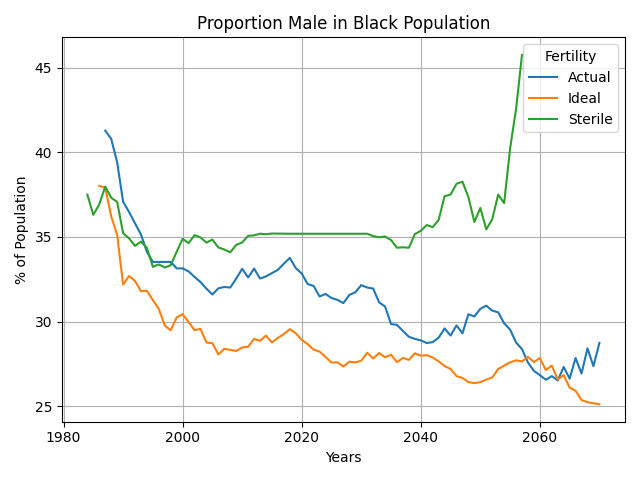 Proportion Male in Black Population
Fertility
Actual
Ideal
Sterile
% of Population
45
40
35
30
25
1980
2000
2020
2040
2060
Years